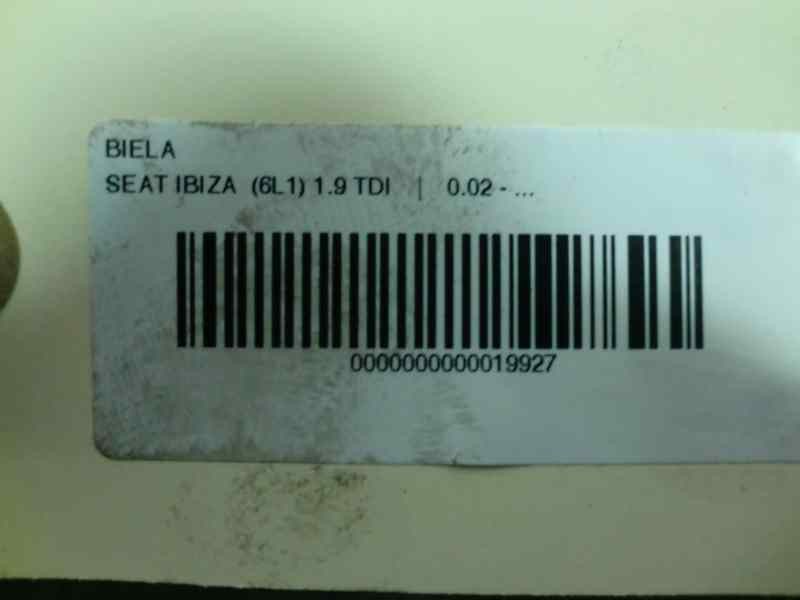 BIELA
SEAT IBIZA (6L1) 1.9 TDI | 0.02 - ...
0000000000019927